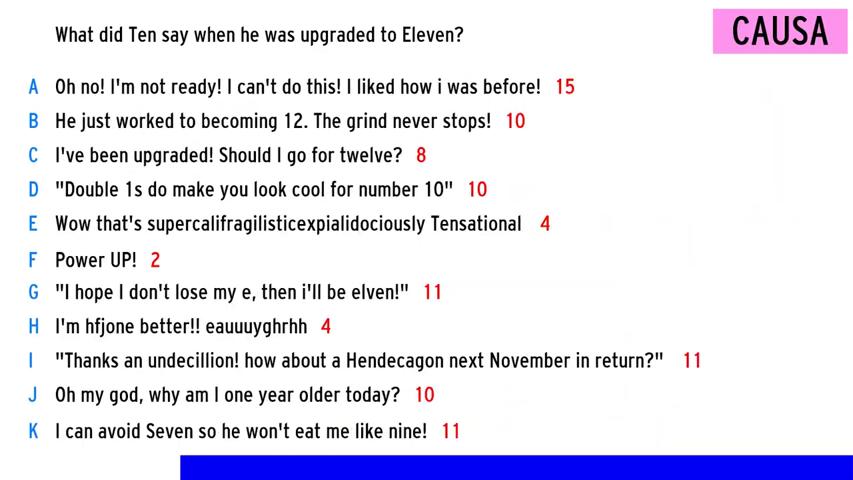 What did Ten say when he was upgraded to Eleven?
CAUSA
A Oh no! I'm not ready! I can't do this! I liked how i was before! 15
B He just worked to becoming 12. The grind never stops! 10
C I've been upgraded! Should I go for twelve? 8
D "Double 1s do make you look cool for number 10" 10
E Wow that's supercalifragilisticexpialidociously Tensational 4
F Power UP! 2
G "I hope I don't lose my e, then i'll be elven!" 11
H I'm hfjone better!! eauuuyghrhh 4
I "Thanks an undecillion! how about a Hendecagon next November in return?" 11
J Oh my god, why am I one year older today? 10
K I can avoid Seven so he won't eat me like nine! 11